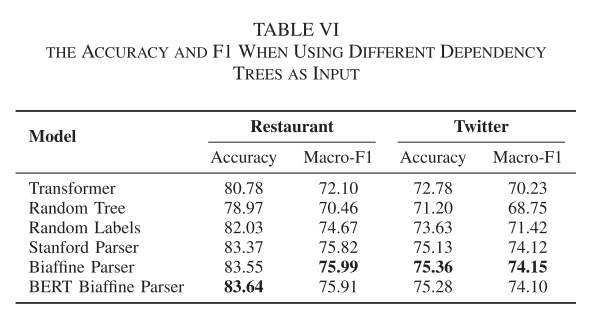 TABLE VI
THE ACCURACY AND F1 WHEN USING DIFFERENT DEPENDENCY
TREES AS INPUT
Model Restaurant Twitter
Accuracy Macro-F1 Accuracy Macro-F1
Transformer 80.78 72.10 72.78 70.23
Random Tree 78.97 70.46 71.20 68.75
Random Labels 82.03 74.67 73.63 71.42
Stanford Parser 83.37 75.82 75.13 74.12
Biaffine Parser 83.55 75.99 75.36 74.15
BERT Biaffine Parser 83.64 75.91 75.28 74.10